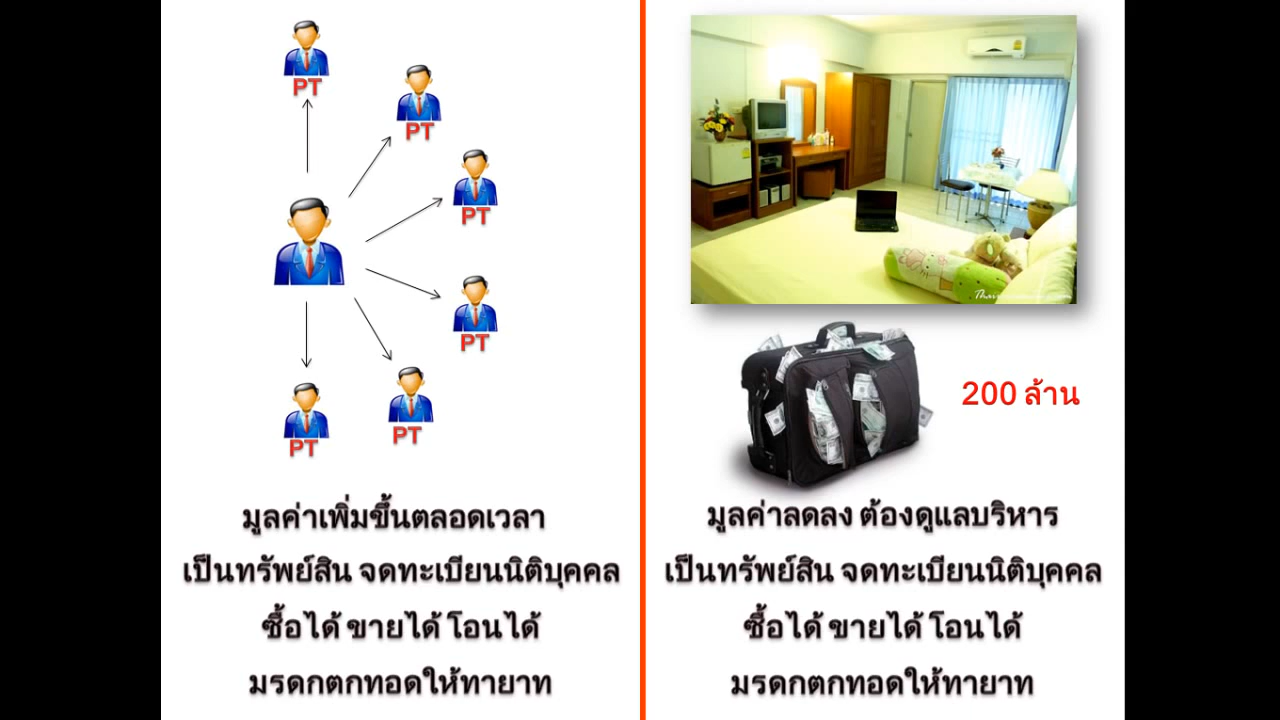 PT
PT
PT
PT
PT
PT
มูลค่าเพิ่มขึ้นตลอดเวลา
เป็นทรัพย์สิน จดทะเบียนนิติบุคคล
ซื้อได้ ขายได้ โอนได้
มรดกตกทอดให้ทายาท
200 ล้าน
มูลค่าลดลง ต้องดูแลบริหาร
เป็นทรัพย์สิน จดทะเบียนนิติบุคคล
ซื้อได้ ขายได้ โอนได้
มรดกตกทอดให้ทายาท